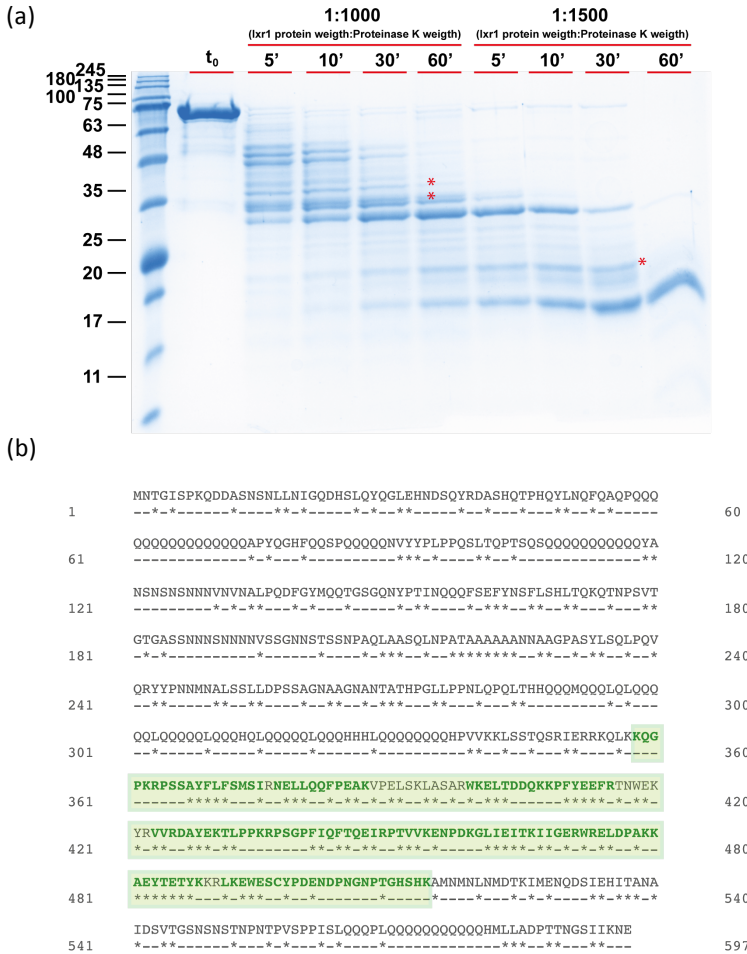 (a)
1:1000 1:1500
(Ixr1 protein weigth:Proteinase K weigth) (Ixr1 protein weigth:Proteinase K weigth)
t0 5’ 10’ 30’ 60’ 5’ 10’ 30’ 60’
245
180
135
100
75
63
48
35
25
20
17
11
*
*
*
(b)
MNTGISPKQDDASNSNLLNIGQDHSLQYQGLEHNDSQYRDASHQTPHQYLNQFQAQPQQQ
1 --*-*------*----**-*-----*-*--**-----*--*---*---**--*-*----- 60
QQQQQQQQQQQQQAPYQGHFQQSPQQQQQNVYYPLPPQSLTQPTSQSQQQQQQQQQQQYA
61 -------------*-*---*----------***-*----**--*--------------** 120
NSNSNSNNNVNVNALPQDFGYMQQTGSGQNYPTINQQQFSEFYNSFLSHLTQKQTNPSVT
121 ---------*-*-**---*-*---*-----*-**----*-***--**--**---*---** 180
GTGASSNNNSNNNNVSSGNNSTSSNPAQLAASQLNPATAAAAAANNAAGPASYLSQLPQV
181 -*-*----------*------*----*-***--*--********--**--*-**--*--* 240
QRYYPNNMNALSSLLDPSSAGNAAGNANTATHPGLLPPNLQPQLTHHQQQMQQQLQLQQQ
241 --**-----**--**----*--**--*-***---**---*---**---------*-*--- 300
QQLQQQQQLQQQHQLQQQQQLQQQHHHLQQQQQQQQHPVVKKLSSTQSRIERRKQLKKQG
301 --*-----*-----*-----*------*----------**--*--*---**----*---- 360
PKRPSSAYFLFSMSIRNELLQQFPEAKVPELSKLASARWKELTDDQKKPFYEEFRTNWEK
361 ------*****---*--***--*-**-*-**--**-*-*-***------*****-*-**- 420
YRVVRDAYEKTLPPKRPSGPFIQFTQEIRPTVVKENPDKGLIEITKIIGERWRELDPAKK
421 *-**--***-**--------**-**-**--***-*-----*****-**-*-*-**--*-- 480
AEYTETYKKRLKEWESCYPDENDPNGNPTGHSHKAMNMNLNMDTKIMENQDSIEHITANA
481 *******---*-***--*--*-------*-----*----*---*-*-*----**-***-* 540
IDSVTGSNSNSTNPNTPVSPPISLQQQPLQQQQQQQQQQQHMLLADPTTNGSIIKNE
541 *--**------*---*-*---*-*----*-------------***--**---**--* 597